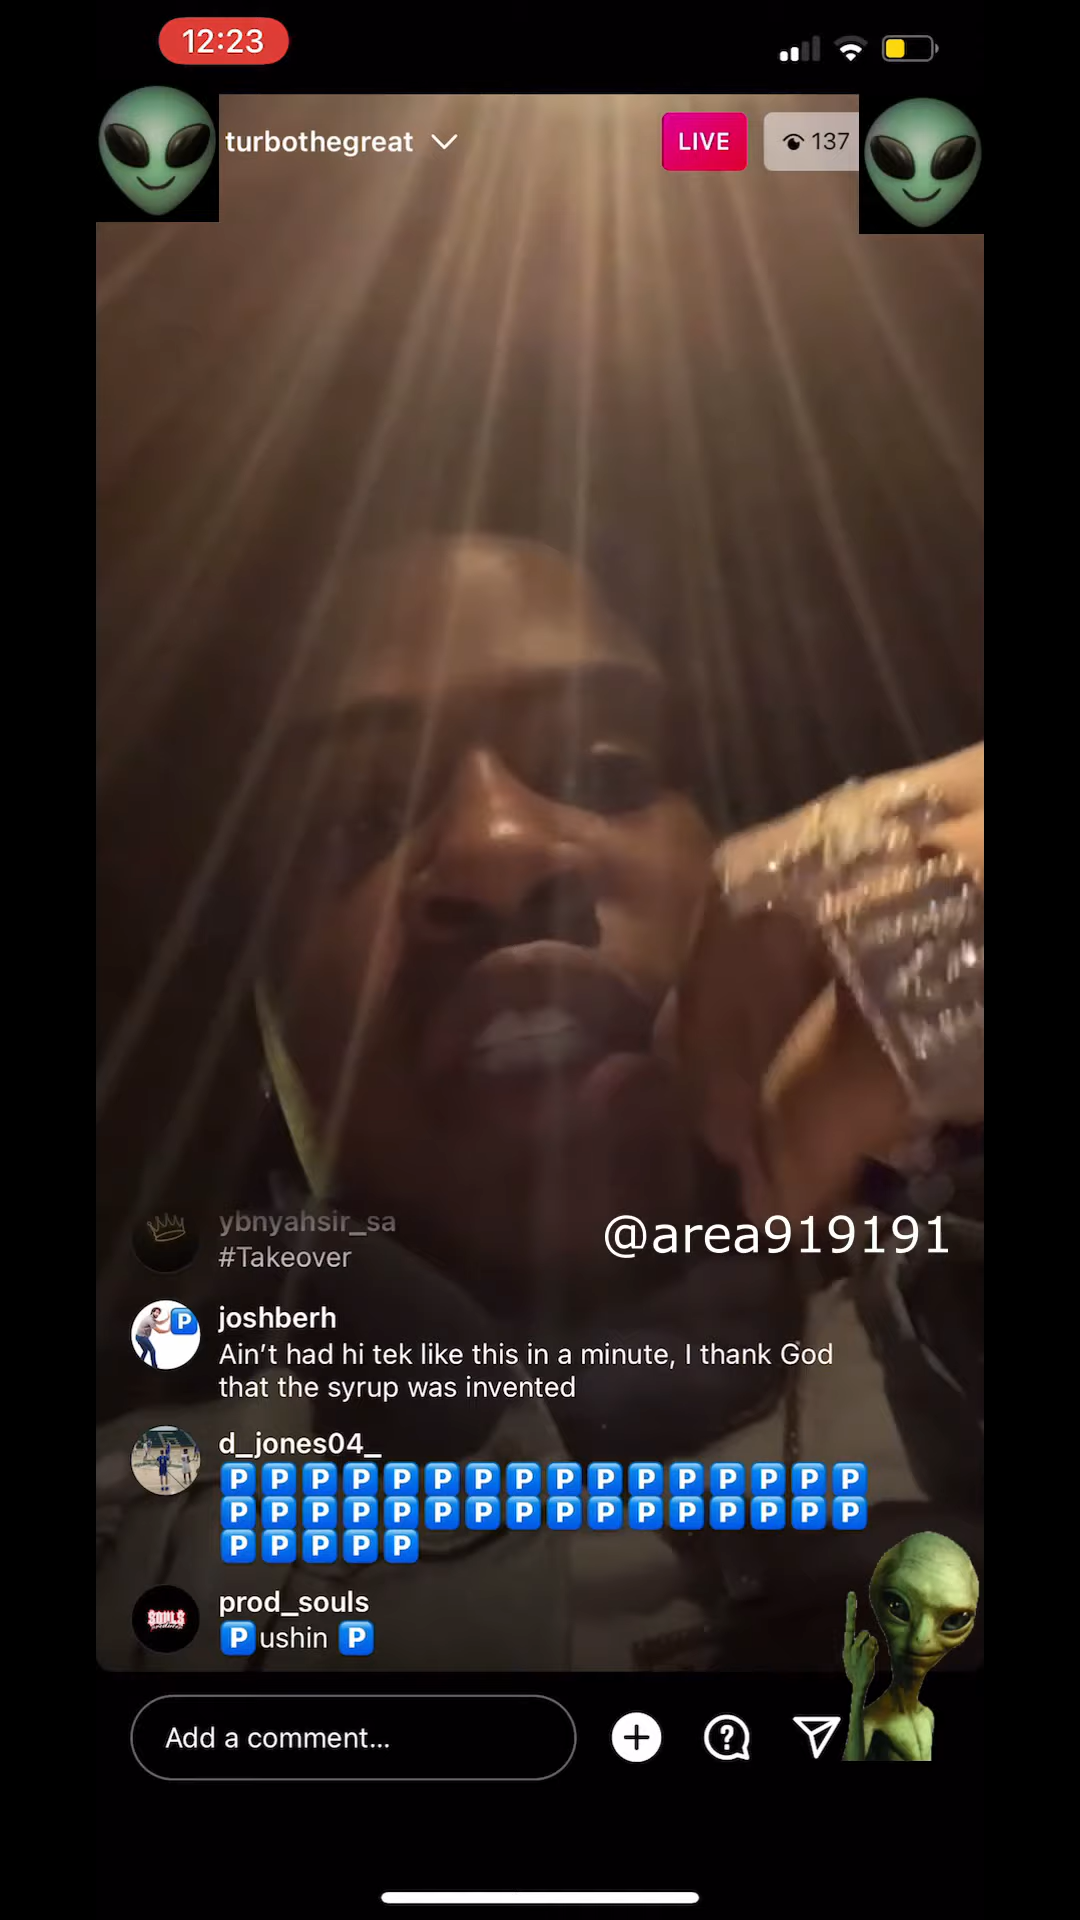 12:23
turbothegreat
LIVE
137
ybnyahsir_sa
#Takeover
@area919191
joshberh
Ain't had hi tek like this in a minute, I thank God
that the syrup was invented
d_jones04_
🅿️🅿️🅿️🅿️🅿️🅿️🅿️🅿️🅿️🅿️🅿️🅿️🅿️🅿️🅿️🅿️
🅿️🅿️🅿️🅿️🅿️🅿️🅿️🅿️🅿️🅿️🅿️🅿️🅿️🅿️🅿️🅿️
🅿️🅿️🅿️🅿️🅿️
SOULS
prod_souls
🅿️ushin 🅿️
Add a comment...